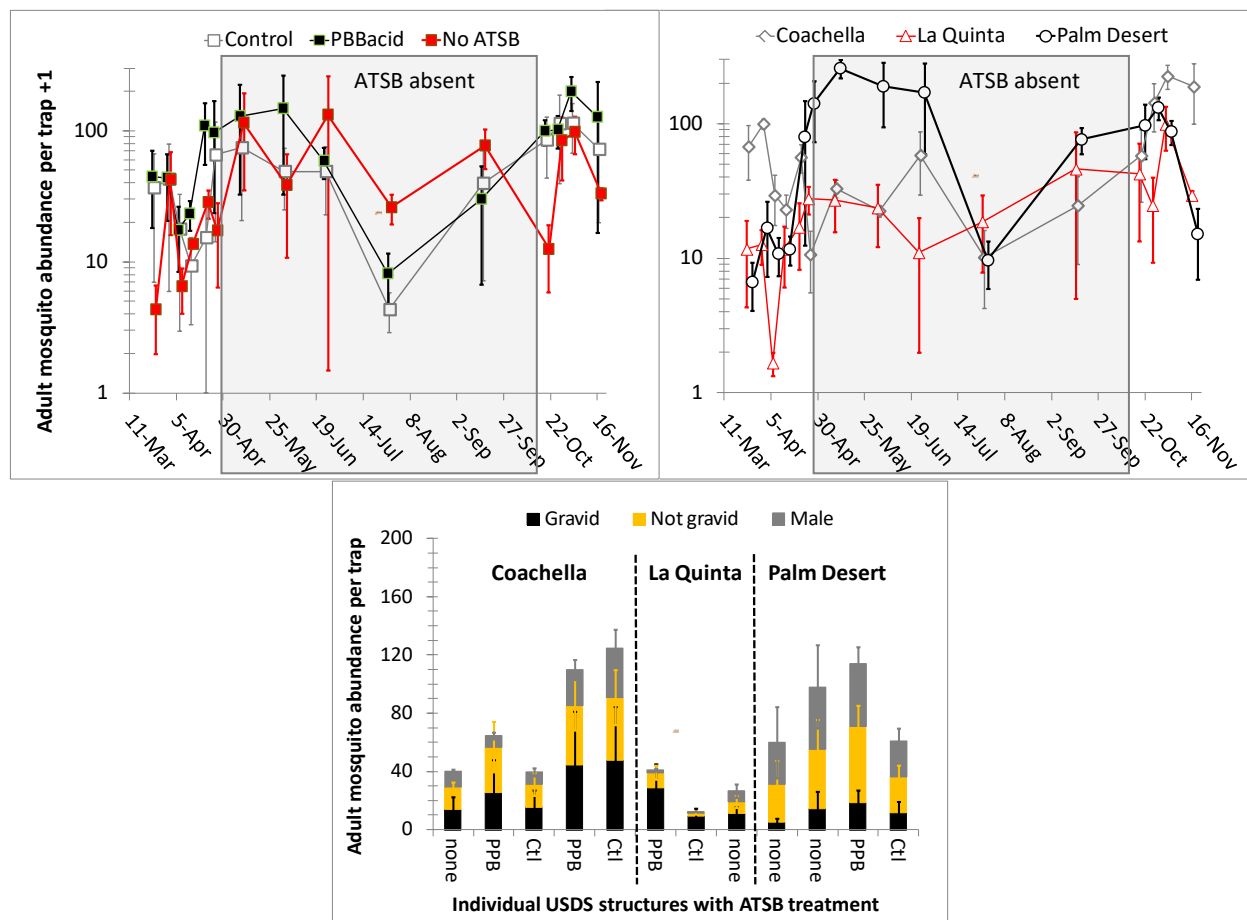 Control PBBacid No ATSB
ATSB absent
Adult mosquito abundance per trap +1
100
10
1
11-Mar 5-Apr 30-Apr 25-May 19-Jun 14-Jul 8-Aug 2-Sep 27-Sep 22-Oct 16-Nov
Coachella La Quinta Palm Desert
ATSB absent
100
10
1
11-Mar 5-Apr 30-Apr 25-May 19-Jun 14-Jul 8-Aug 2-Sep 27-Sep 22-Oct 16-Nov
Gravid Not gravid Male
Adult mosquito abundance per trap
200
160
120
80
40
0
Coachella La Quinta Palm Desert
none PPB Ctl PPB Ctl PPB Ctl none none none PPB Ctl
Individual USDS structures with ATSB treatment